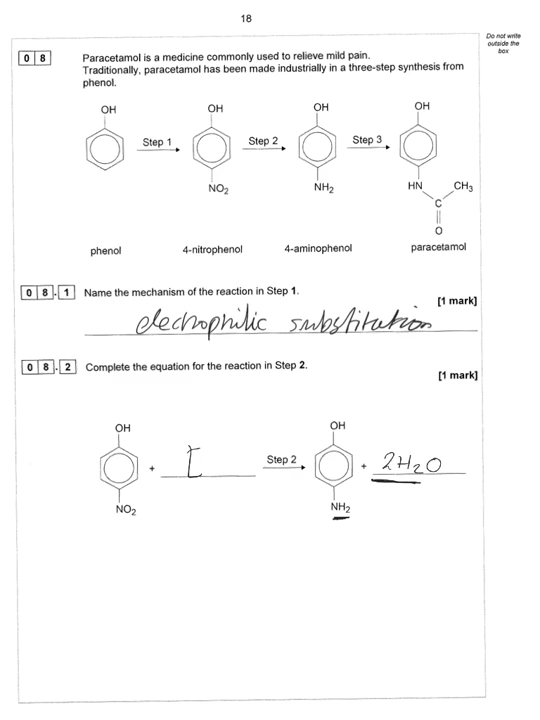 18
Do not write
outside the
box
0 8
Paracetamol is a medicine commonly used to relieve mild pain.
Traditionally, paracetamol has been made industrially in a three-step synthesis from
phenol.
OH OH OH OH
Step 1 Step 2 Step 3
NO2 NH2 HN CH3
C
O
phenol 4-nitrophenol 4-aminophenol paracetamol
0 8 . 1 Name the mechanism of the reaction in Step 1.
[1 mark]
electrophilic substitution
0 8 . 2 Complete the equation for the reaction in Step 2.
[1 mark]
OH OH
+ Step 2 + 2H2O
NO2 NH2